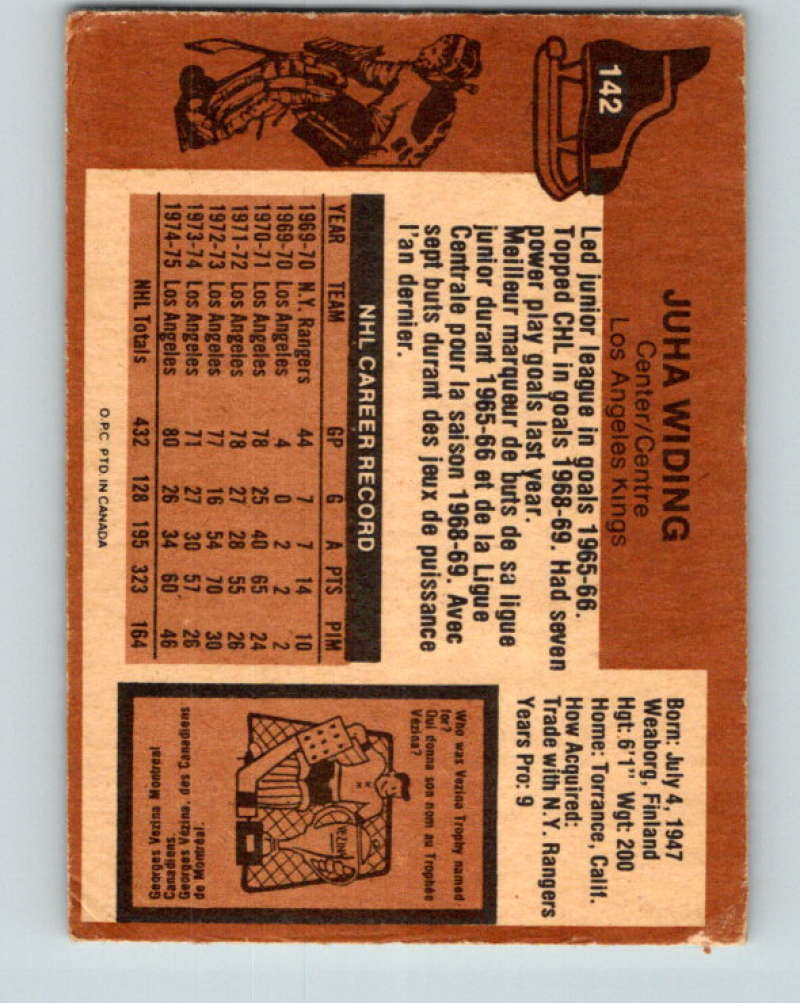 142
JUHA WIDING
Center/Centre
Los Angeles Kings
Led junior league in goals 1965-66.
Topped CHL in goals 1968-69. Had seven
power play goals last year.
Meilleur marqueur de buts de sa ligue
junior durant 1965-66 et de la Ligue
Centrale pour la saison 1968-69. Avec
sept buts durant des jeux de puissance
l'an dernier.
NHL CAREER RECORD
YEAR TEAM GP G A PTS PIM
1969-70 N.Y. Rangers 44 7 7 14 10
1969-70 Los Angeles 4 0 2 2 2
1970-71 Los Angeles 78 25 40 65 24
1971-72 Los Angeles 78 27 28 55 26
1972-73 Los Angeles 77 16 54 70 30
1973-74 Los Angeles 71 27 30 57 26
1974-75 Los Angeles 80 26 34 60 46
NHL Totals 432 128 195 323 164
O.P.C. PTD. IN CANADA
Born: July 4, 1947
Weaborg, Finland
Hgt: 6'1" Wgt: 200
Home: Torrance, Calif.
How Acquired:
Trade with N.Y. Rangers
Years Pro: 9
Who was Vezina Trophy named
for?
Qui donna son nom au Trophée
Vézina?
VEZINA
Georges Vezina Montreal
Canadiens.
Georges Vézina, des Canadiens
de Montréal.